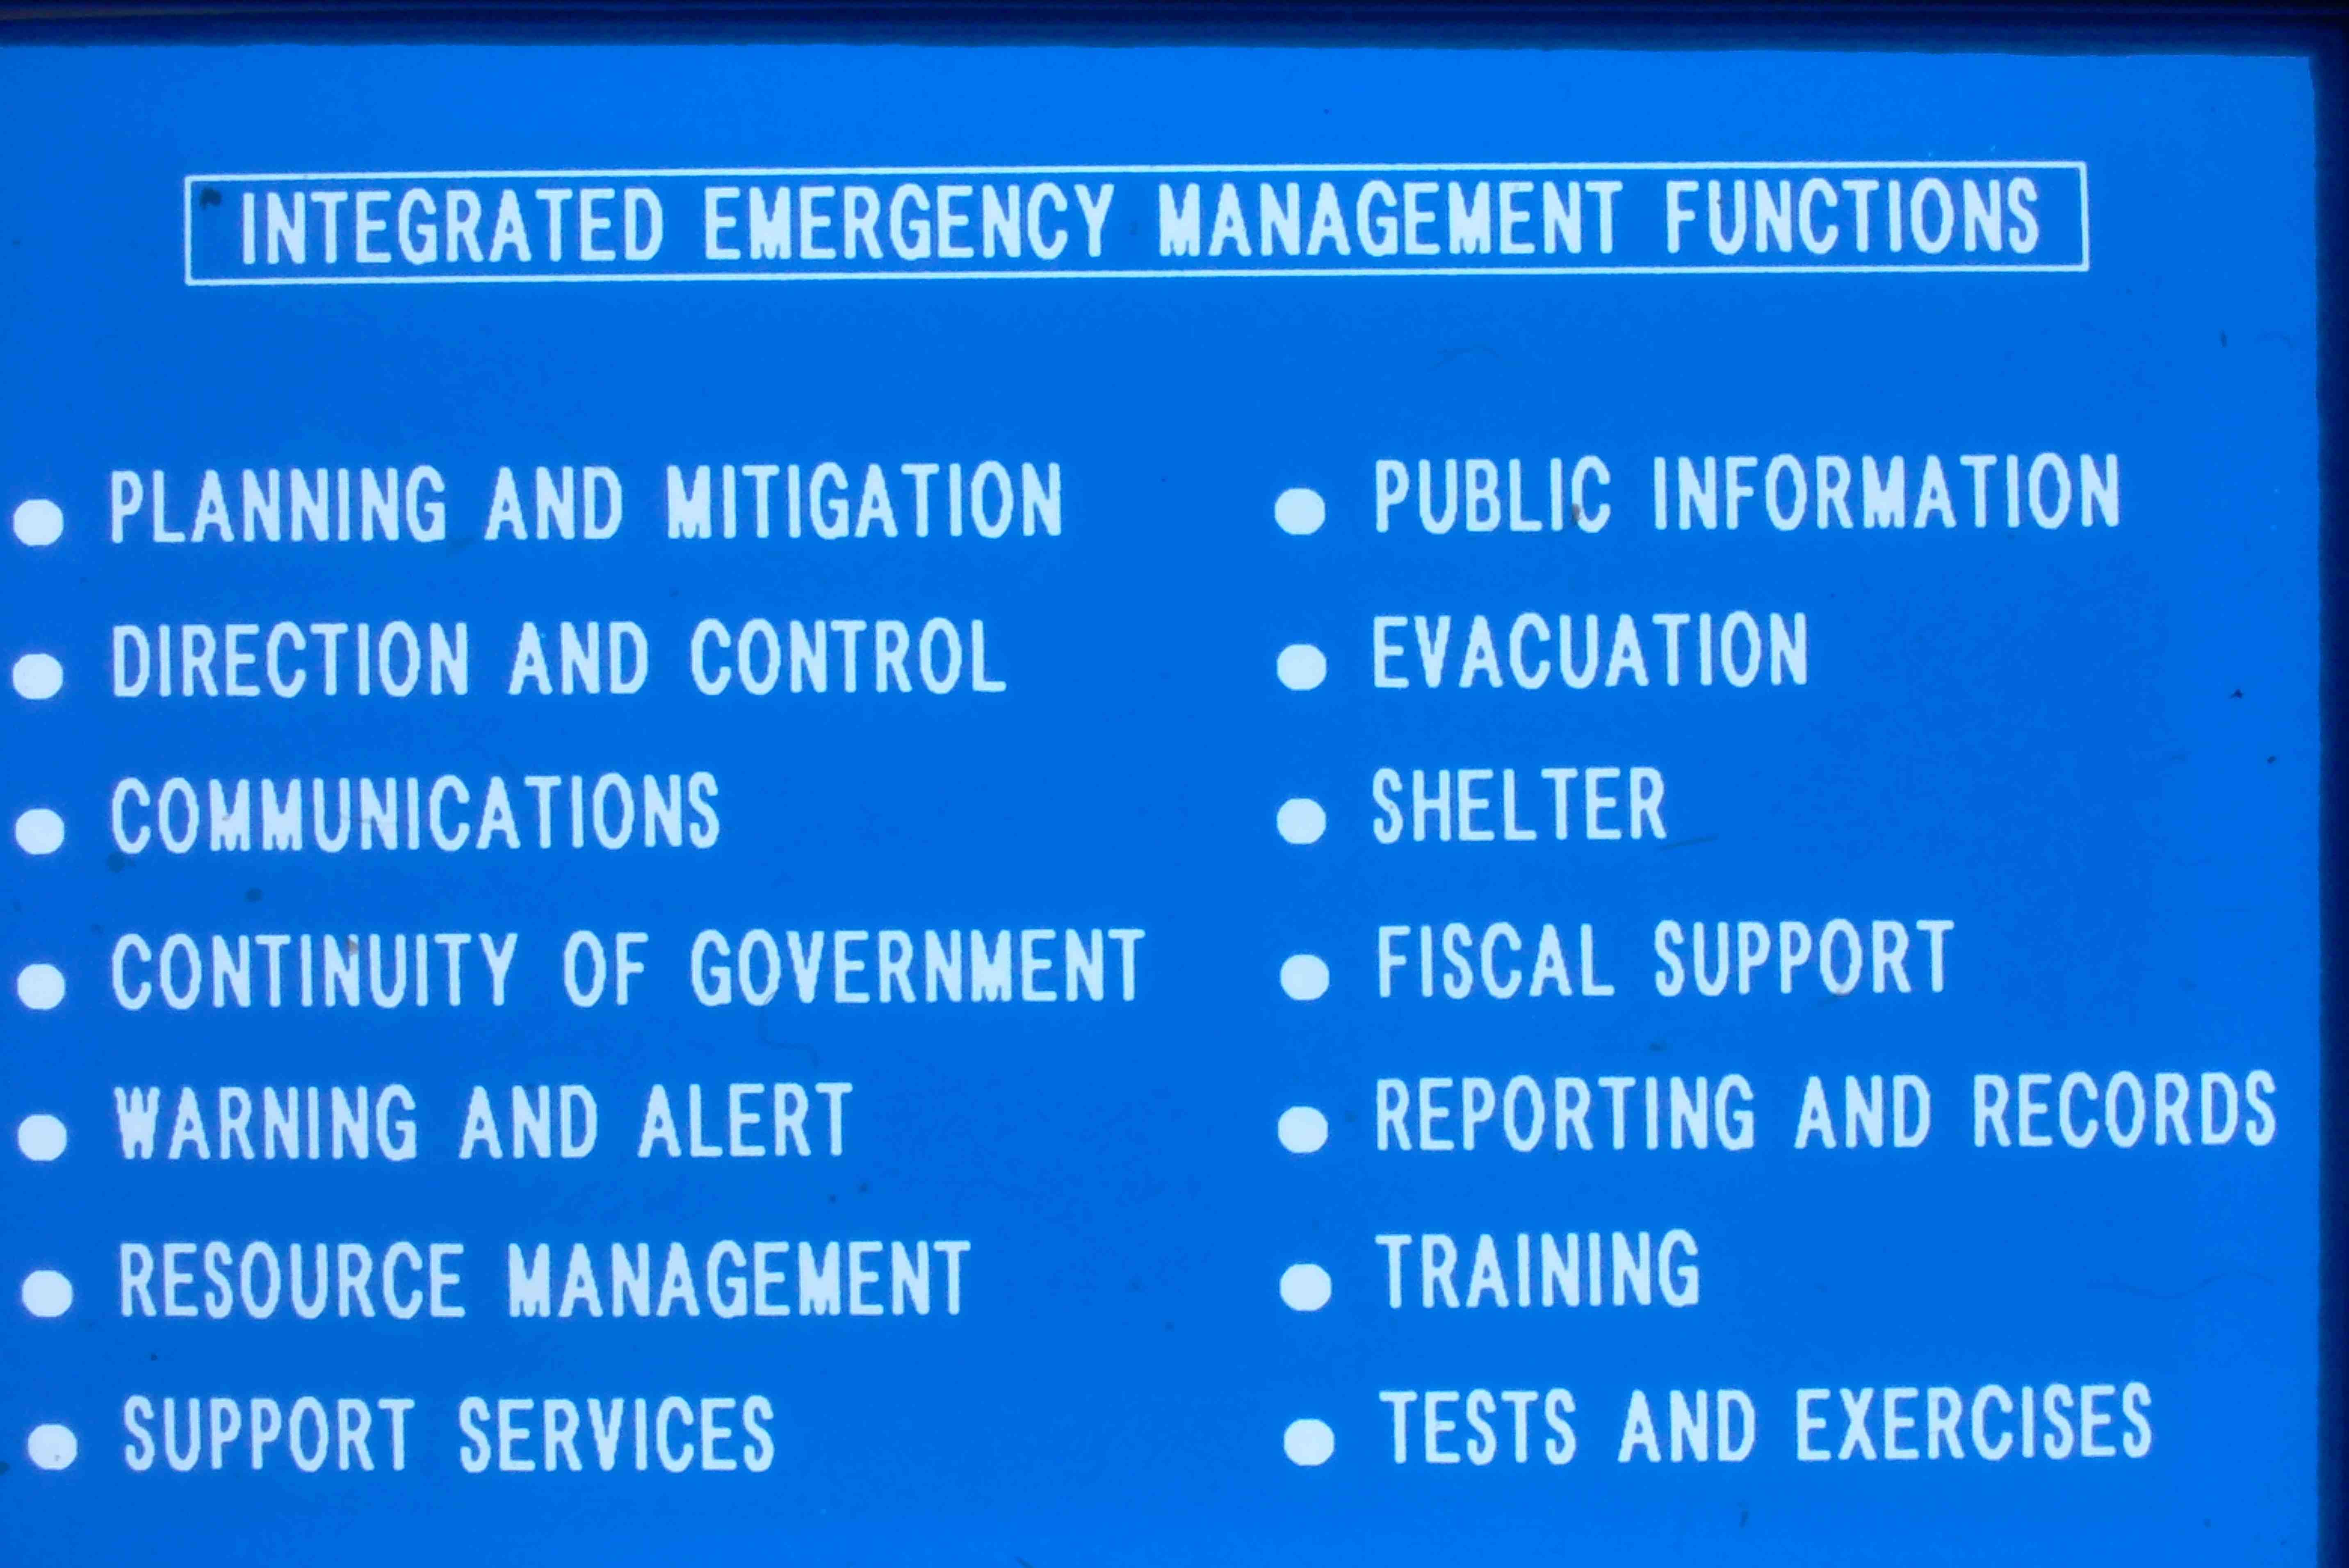 INTEGRATED EMERGENCY MANAGEMENT FUNCTIONS
● PLANNING AND MITIGATION
● DIRECTION AND CONTROL
● COMMUNICATIONS
● CONTINUITY OF GOVERNMENT
● WARNING AND ALERT
● RESOURCE MANAGEMENT
● SUPPORT SERVICES
● PUBLIC INFORMATION
● EVACUATION
● SHELTER
● FISCAL SUPPORT
● REPORTING AND RECORDS
● TRAINING
● TESTS AND EXERCISES